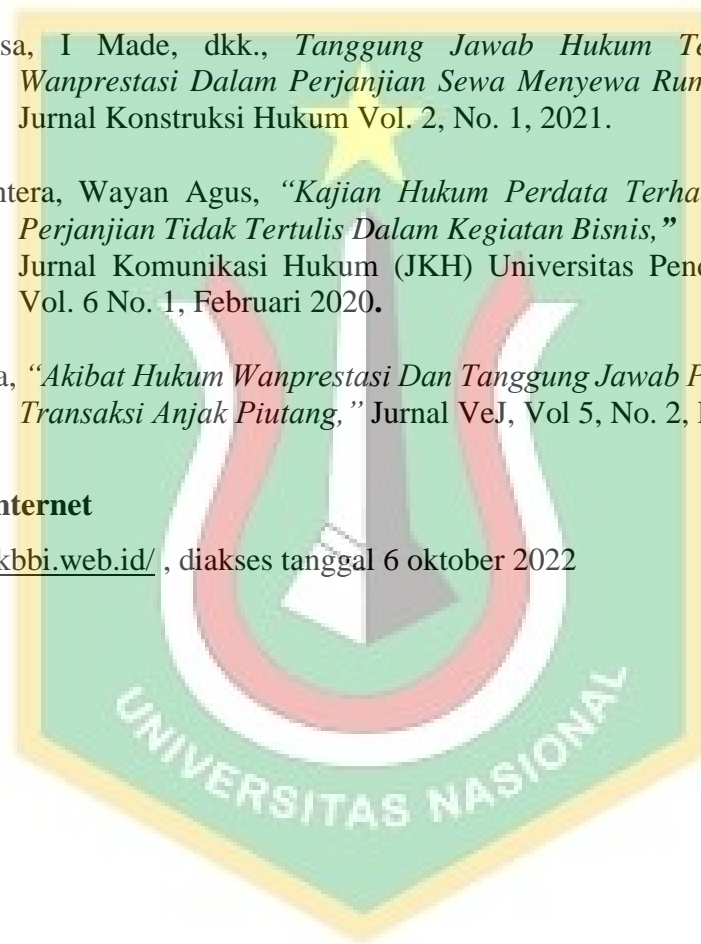 sa, I Made, dkk., Tanggung Jawab Hukum Te
Wanprestasi Dalam Perjanjian Sewa Menyewa Rum
Jurnal Konstruksi Hukum Vol. 2, No. 1, 2021.
ntera, Wayan Agus, “Kajian Hukum Perdata Terha
Perjanjian Tidak Tertulis Dalam Kegiatan Bisnis,”
Jurnal Komunikasi Hukum (JKH) Universitas Pend
Vol. 6 No. 1, Februari 2020.
a, “Akibat Hukum Wanprestasi Dan Tanggung Jawab P
Transaksi Anjak Piutang,” Jurnal VeJ, Vol 5, No. 2,
nternet
kbbi.web.id/ , diakses tanggal 6 oktober 2022
UNIVERSITAS NASIONAL